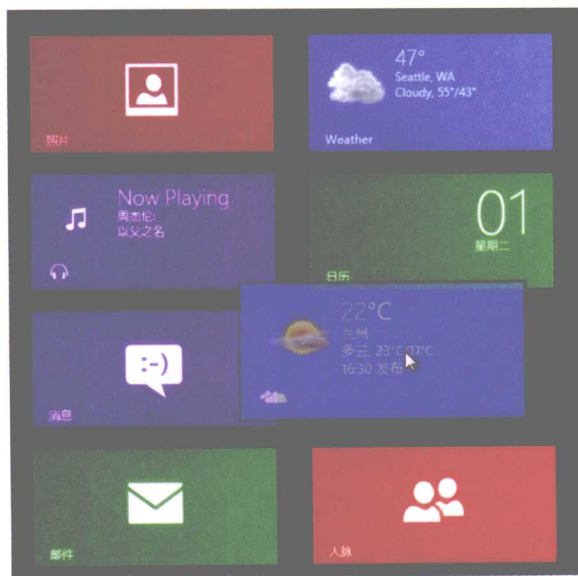 照片
47°
Seattle, WA
Cloudy, 55°/43°
Weather
Now Playing
周杰伦:
以父之名
01
星期二
日历
22°C
兰州
多云, 23°C/11°C
16:30 发布
:-)
消息
邮件
人脉